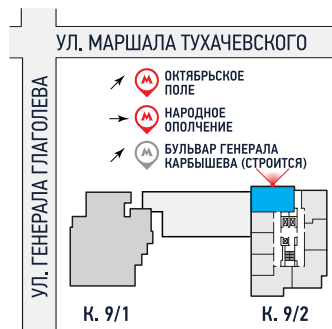 УЛ. МАРШАЛА ТУХАЧЕВСКОГО
УЛ. ГЕНЕРАЛА ГЛАГОЛЕВА
М ОКТЯБРЬСКОЕ
ПОЛЕ
М НАРОДНОЕ
ОПОЛЧЕНИЕ
М БУЛЬВАР ГЕНЕРАЛА
КАРБЫШЕВА (СТРОИТСЯ)
К. 9/1
К. 9/2